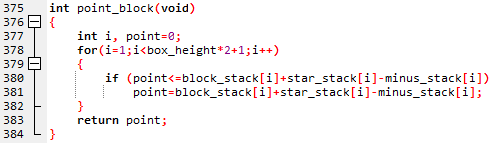 375 int point_block(void)
376 {
377 int i, point=0;
378 for(i=1;i<box_height*2+1;i++)
379 {
380 if (point<=block_stack[i]+star_stack[i]-minus_stack[i])
381 point=block_stack[i]+star_stack[i]-minus_stack[i];
382 }
383 return point;
384 }